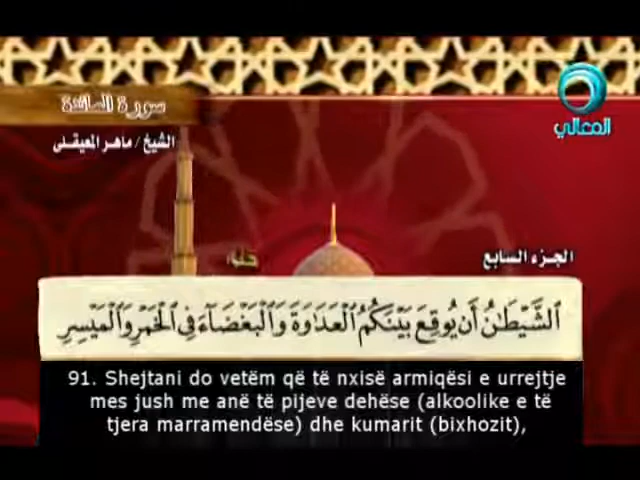 سورة المائدة
المعالي
الشيخ / ماهر المعيقلي
الجزء السابع
ٱلشَّيْطَٰنُ أَن يُوقِعَ بَيْنَكُمُ ٱلْعَدَٰوَةَ وَٱلْبَغْضَآءَ فِى ٱلْخَمْرِ وَٱلْمَيْسِرِ
91. Shejtani do vetëm që të nxisë armiqësi e urrejtje
mes jush me anë të pijeve dehëse (alkoolike e të
tjera marramendëse) dhe kumarit (bixhozit),